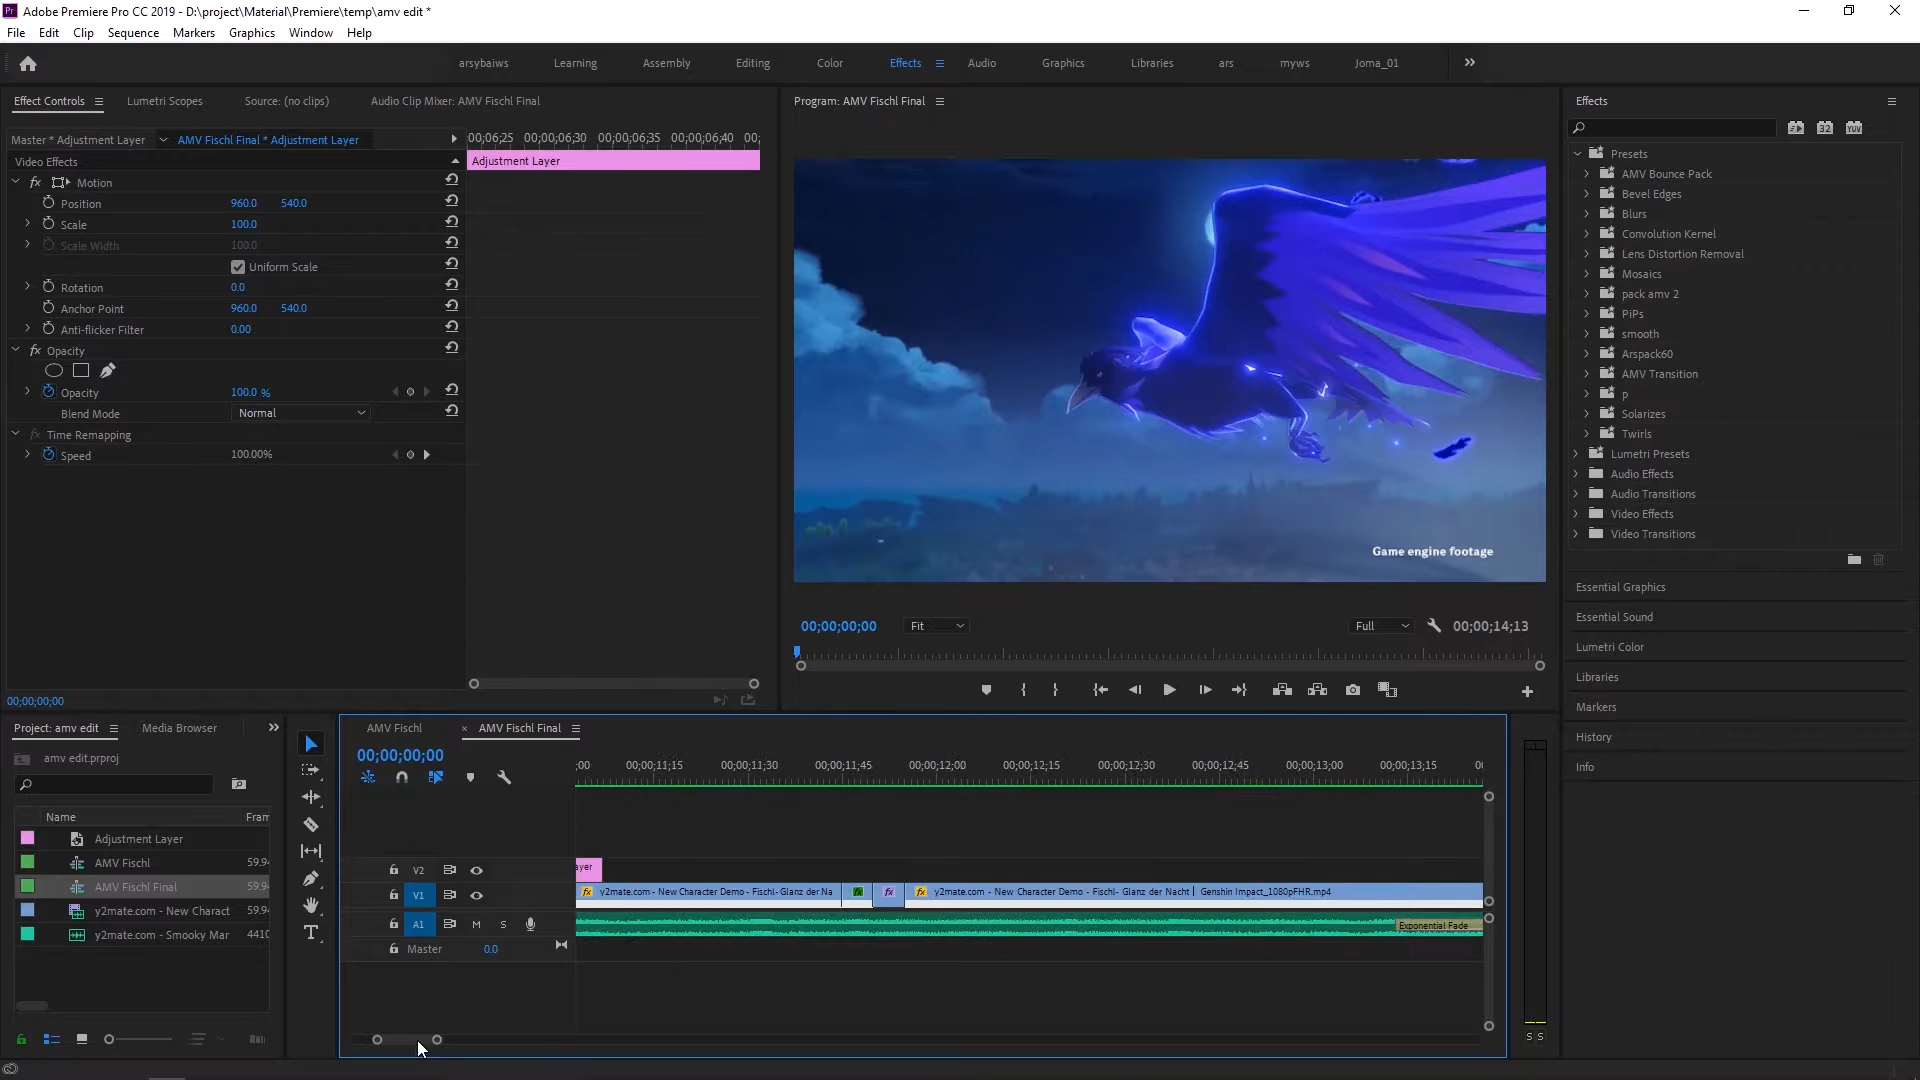 Adobe Premiere Pro CC 2019 - D:\project\Material\Premiere\temp\amv edit *
File Edit Clip Sequence Markers Graphics Window Help
arsybaiws Learning Assembly Editing Color Effects Audio Graphics Libraries ars myws Joma_01
Effect Controls Lumetri Scopes Source: (no clips) Audio Clip Mixer: AMV Fischl Final
Master * Adjustment Layer AMV Fischl Final * Adjustment Layer
00;00;06;25 00;00;06;30 00;00;06;35 00;00;06;40 00;
Video Effects
Adjustment Layer
fx Motion
Position 960.0 540.0
Scale 100.0
Scale Width 100.0
Uniform Scale
Rotation 0.0
Anchor Point 960.0 540.0
Anti-flicker Filter 0.00
fx Opacity
Opacity 100.0 %
Blend Mode Normal
fx Time Remapping
Speed 100.00%
00;00;00;00
Program: AMV Fischl Final
Game engine footage
00;00;00;00 Fit Full 00;00;14;13
Effects
32 YUV
Presets
AMV Bounce Pack
Bevel Edges
Blurs
Convolution Kernel
Lens Distortion Removal
Mosaics
pack amv 2
PiPs
smooth
Arspack60
AMV Transition
p
Solarizes
Twirls
Lumetri Presets
Audio Effects
Audio Transitions
Video Effects
Video Transitions
Essential Graphics
Essential Sound
Lumetri Color
Libraries
Markers
History
Info
Project: amv edit Media Browser
amv edit.prproj
Name Fram
Adjustment Layer
AMV Fischl 59.94
AMV Fischl Final 59.94
y2mate.com - New Charact 59.94
y2mate.com - Smooky Mar 4410
AMV Fischl × AMV Fischl Final
00;00;00;00
;00 00;00;11;15 00;00;11;30 00;00;11;45 00;00;12;00 00;00;12;15 00;00;12;30 00;00;12;45 00;00;13;00 00;00;13;15 00
V2
ayer
V1
fx y2mate.com - New Character Demo - Fischl- Glanz der Na fx fx fx y2mate.com - New Character Demo - Fischl- Glanz der Nacht | Genshin Impact_1080pFHR.mp4
A1 M S
Exponential Fade
Master 0.0
S S